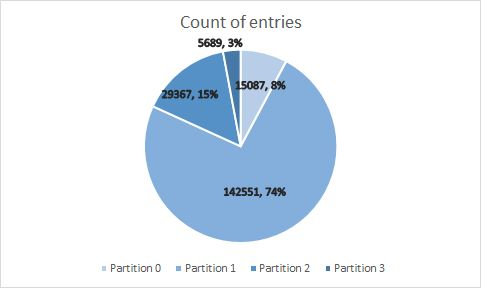 Count of entries
5689, 3%
15087, 8%
29367, 15%
142551, 74%
Partition 0
Partition 1
Partition 2
Partition 3